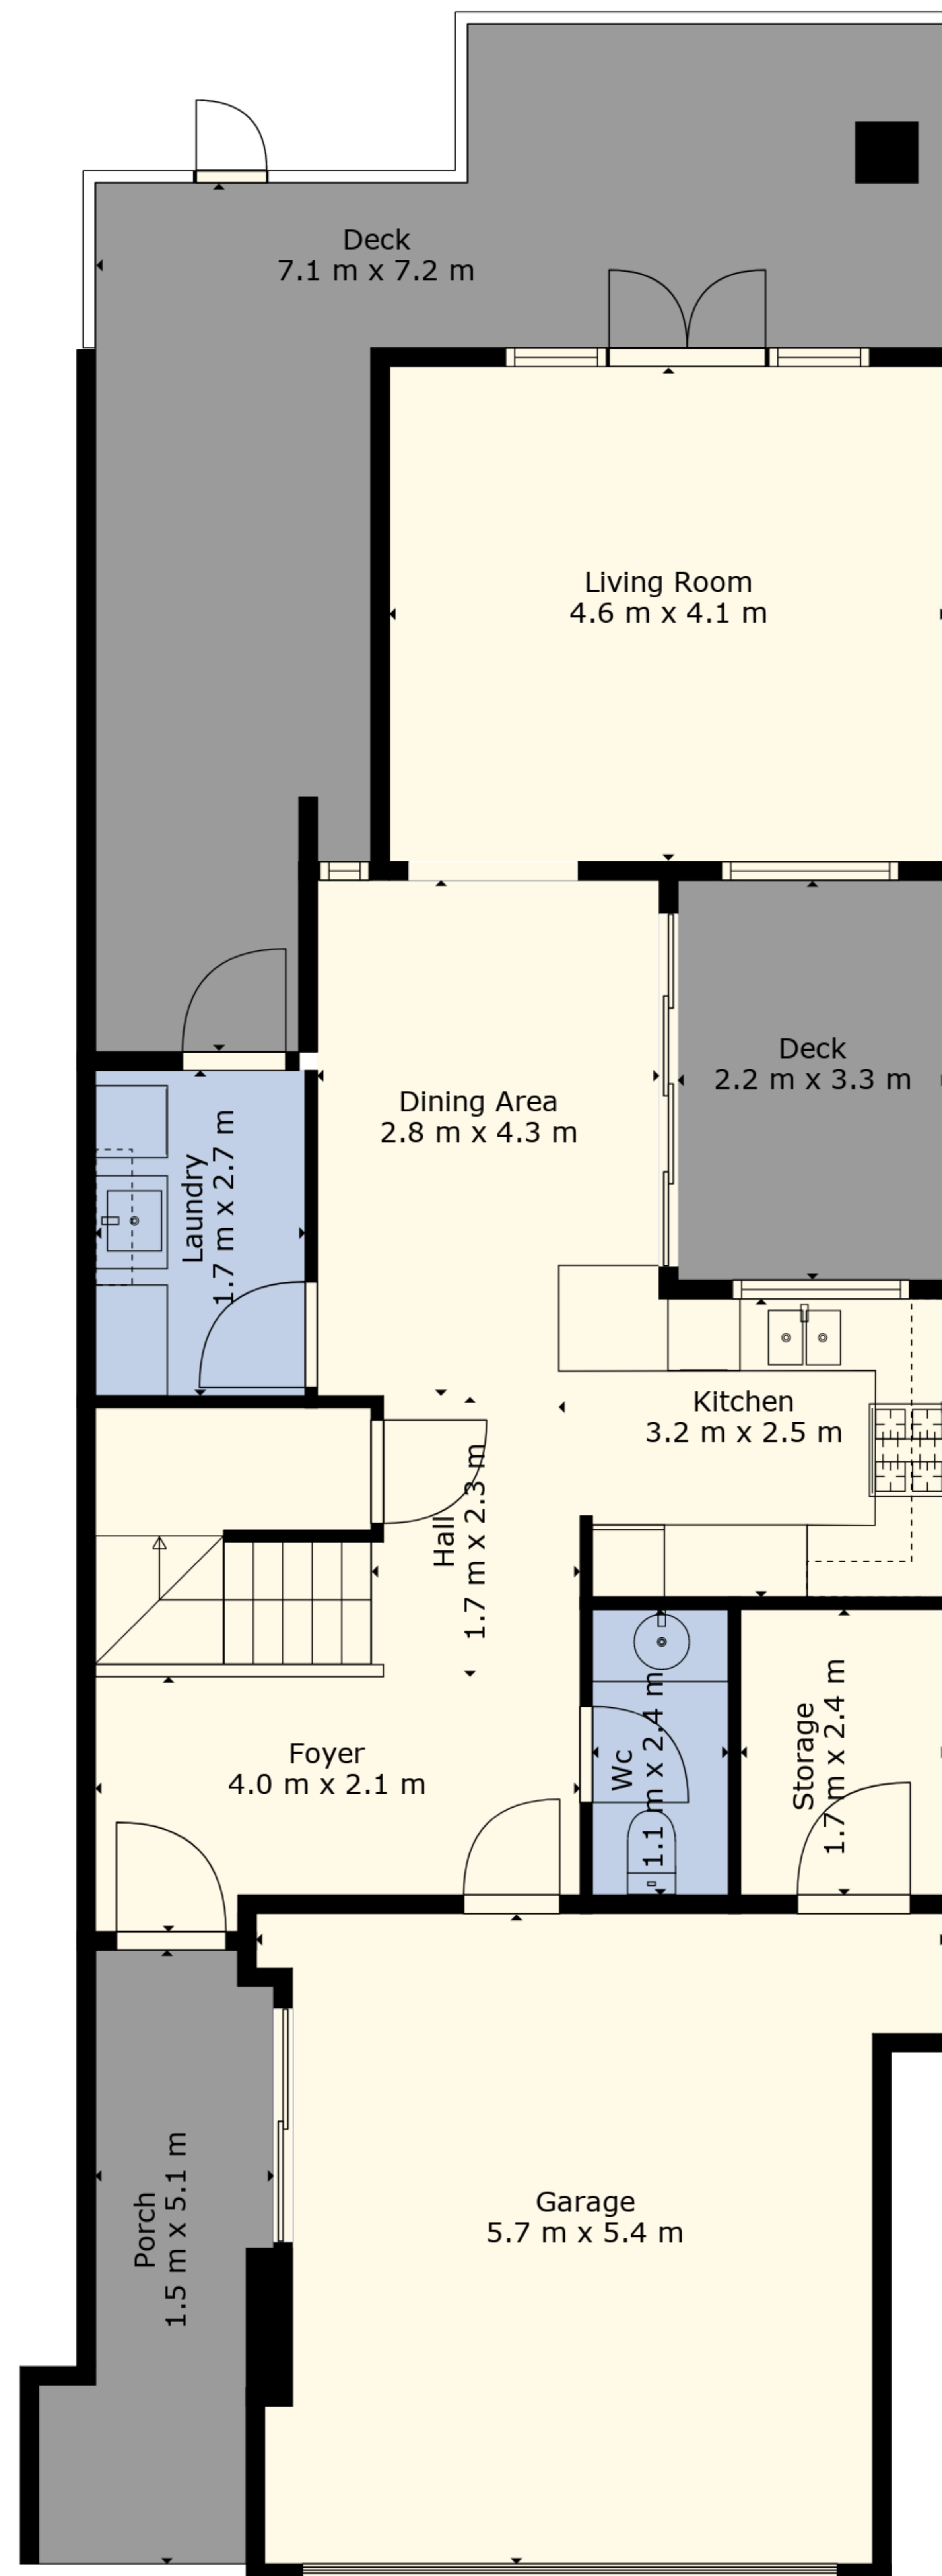 Deck
7.1 m x 7.2 m
Living Room
4.6 m x 4.1 m
Deck
2.2 m x 3.3 m
Dining Area
2.8 m x 4.3 m
Laundry
1.7 m x 2.7 m
Kitchen
3.2 m x 2.5 m
Hall
1.7 m x 2.3 m
Foyer
4.0 m x 2.1 m
Wc
1.1 m x 2.4 m
Storage
1.7 m x 2.4 m
Porch
1.5 m x 5.1 m
Garage
5.7 m x 5.4 m